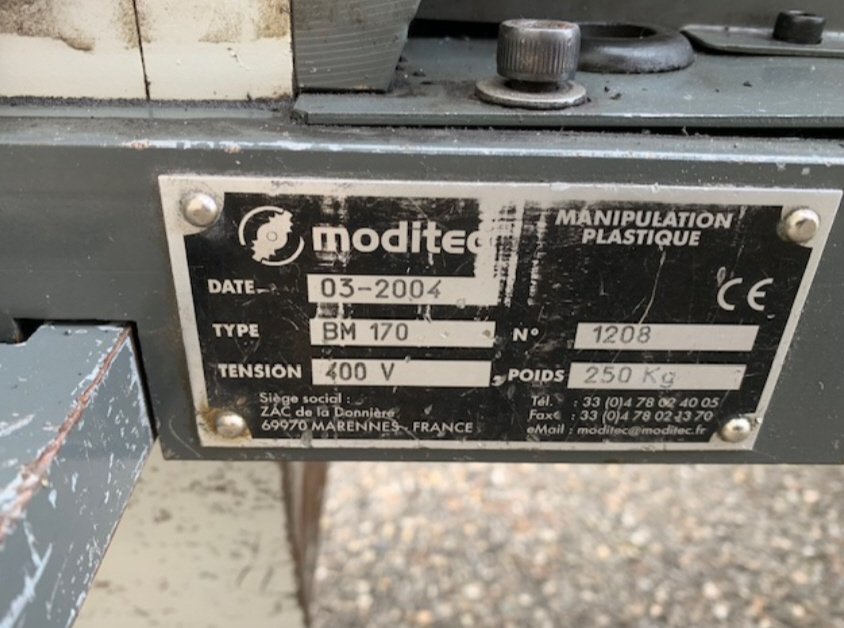 moditec
MANIPULATION
PLASTIQUE
DATE 03-2004
CE
TYPE BM 170 N° 1208
TENSION 400 V POIDS 250 Kg
Siège social :
ZAC de la Donnière
69970 MARENNES - FRANCE
Tél. : 33 (0)4 78 02 40 05
Fax : 33 (0)4 78 02 13 70
eMail : moditec@moditec.fr